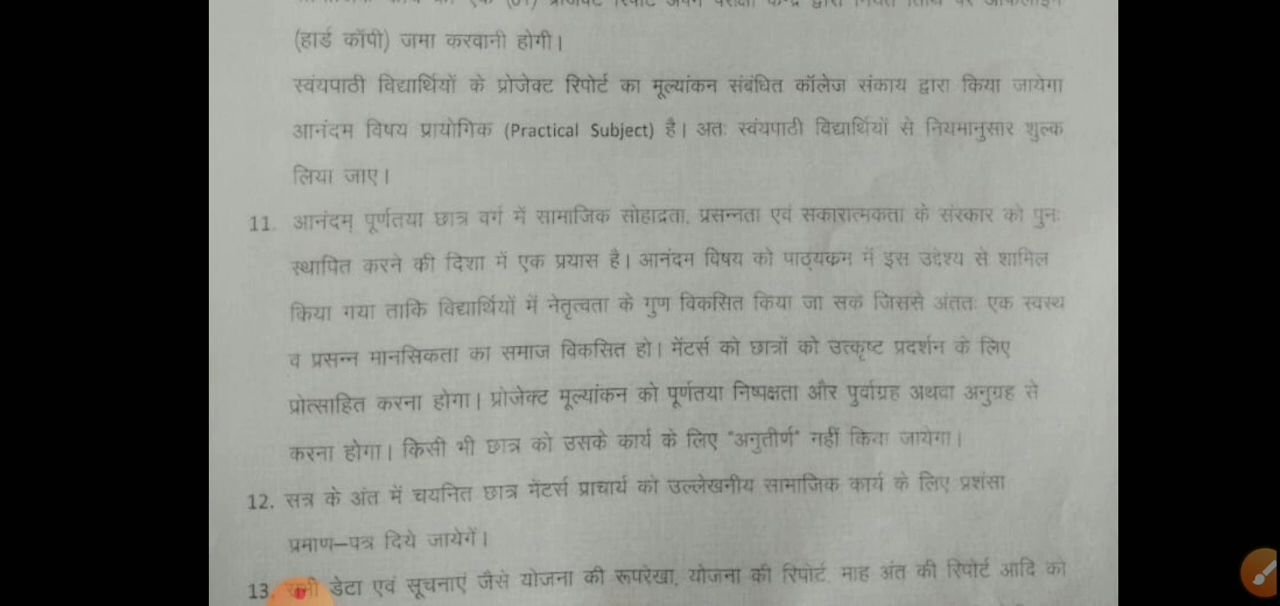 (हार्ड कॉपी) जमा करवानी होगी।
स्वंयपाठी विद्यार्थियों के प्रोजेक्ट रिपोर्ट का मूल्यांकन संबंधित कॉलेज संकाय द्वारा किया जायेगा
आनंदम विषय प्रायोगिक (Practical Subject) है। अतः स्वंयपाठी विद्यार्थियों से नियमानुसार शुल्क
लिया जाए।
11. आनंदम् पूर्णतया छात्र वर्ग में सामाजिक सोहाद्रता, प्रसन्नता एवं सकारात्मकता के संस्कार को पुनः
स्थापित करने की दिशा में एक प्रयास है। आनंदम विषय को पाठ्यक्रम में इस उद्देश्य से शामिल
किया गया ताकि विद्यार्थियों में नेतृत्वता के गुण विकसित किया जा सके जिससे अंततः एक स्वस्थ
व प्रसन्न मानसिकता का समाज विकसित हो। मेंटर्स को छात्रों को उत्कृष्ट प्रदर्शन के लिए
प्रोत्साहित करना होगा। प्रोजेक्ट मूल्यांकन को पूर्णतया निष्पक्षता और पुर्वाग्रह अथवा अनुग्रह से
करना होगा। किसी भी छात्र को उसके कार्य के लिए "अनुतीर्ण" नहीं किया जायेगा।
12. सत्र के अंत में चयनित छात्र मेंटर्स प्राचार्य को उल्लेखनीय सामाजिक कार्य के लिए प्रशंसा
प्रमाण–पत्र दिये जायेगें।
13. डेटा एवं सूचनाएं जैसे योजना की रूपरेखा, योजना की रिपोर्ट, माह अंत की रिपोर्ट आदि को